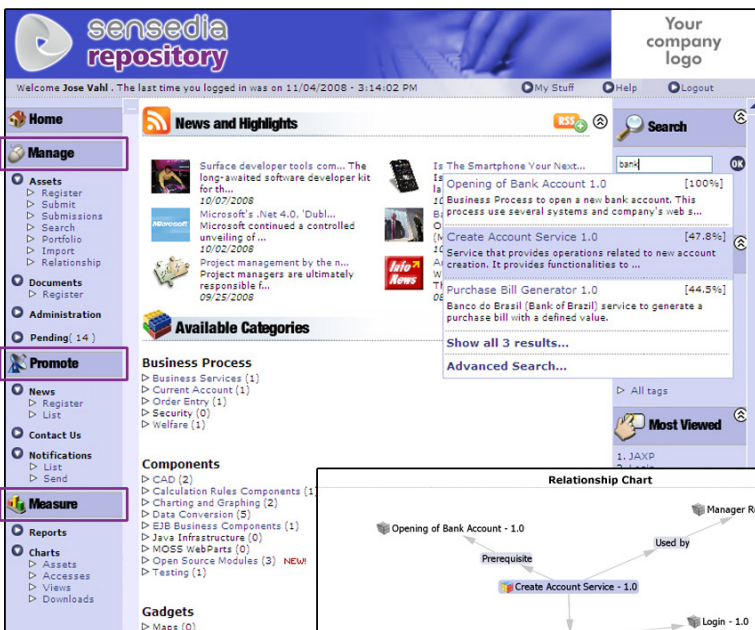 sensedia
repository
Your
company
logo
Welcome Jose Vahl . The last time you logged in was on 11/04/2008 - 3:14:02 PM
My Stuff
Help
Logout
Home
Manage
Assets
Register
Submit
Submissions
Search
Portfolio
Import
Relationship
Documents
Register
Administration
Pending( 14 )
Promote
News
Register
List
Contact Us
Notifications
List
Send
Measure
Reports
Charts
Assets
Accesses
Views
Downloads
News and Highlights
RSS
Surface developer tools com... The
long-awaited software developer kit
for th...
10/07/2008
Microsoft
Microsoft's .Net 4.0, 'Dubl...
Microsoft continued a controlled
unveiling of ...
10/02/2008
Project management by the n...
Project managers are ultimately
responsible f...
09/25/2008
Is The Smartphone Your Next...
Info
News
Search
bank
OK
Opening of Bank Account 1.0 [100%]
Business Process to open a new bank account. This
process use several systems and company's web s...
Create Account Service 1.0 [47.8%]
Service that provides operations related to new account
creation. It provides functionalities to ...
Purchase Bill Generator 1.0 [44.5%]
Banco do Brasil (Bank of Brazil) service to generate a
purchase bill with a defined value.
Show all 3 results...
Advanced Search...
All tags
Most Viewed
1. JAXP
Available Categories
Business Process
Business Services (1)
Current Account (1)
Order Entry (1)
Security (0)
Welfare (1)
Components
CAD (2)
Calculation Rules Components (1
Charting and Graphing (2)
Data Conversion (5)
EJB Business Components (1)
Java Infrastructure (0)
MOSS WebParts (0)
Open Source Modules (3) NEW!
Testing (1)
Gadgets
Maps (0)
Relationship Chart
Manager R
Opening of Bank Account - 1.0
Used by
Prerequisite
Create Account Service - 1.0
Login - 1.0